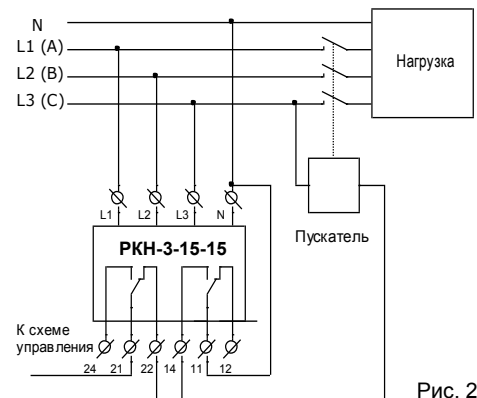 N
L1 (A)
L2 (B)
L3 (C)
Нагрузка
Пускатель
L1 L2 L3 N
РКН-3-15-15
К схеме
управления
24 21 22 14 11 12
Рис. 2